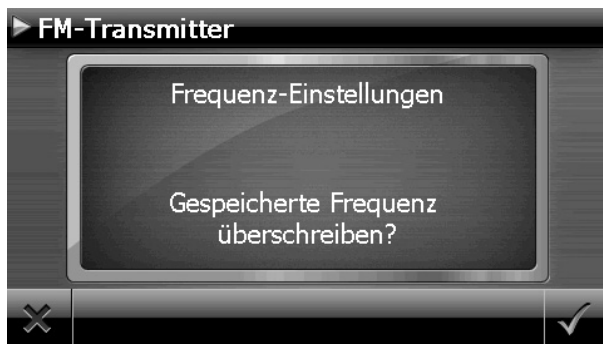 FM-Transmitter
Frequenz-Einstellungen
Gespeicherte Frequenz
überschreiben?